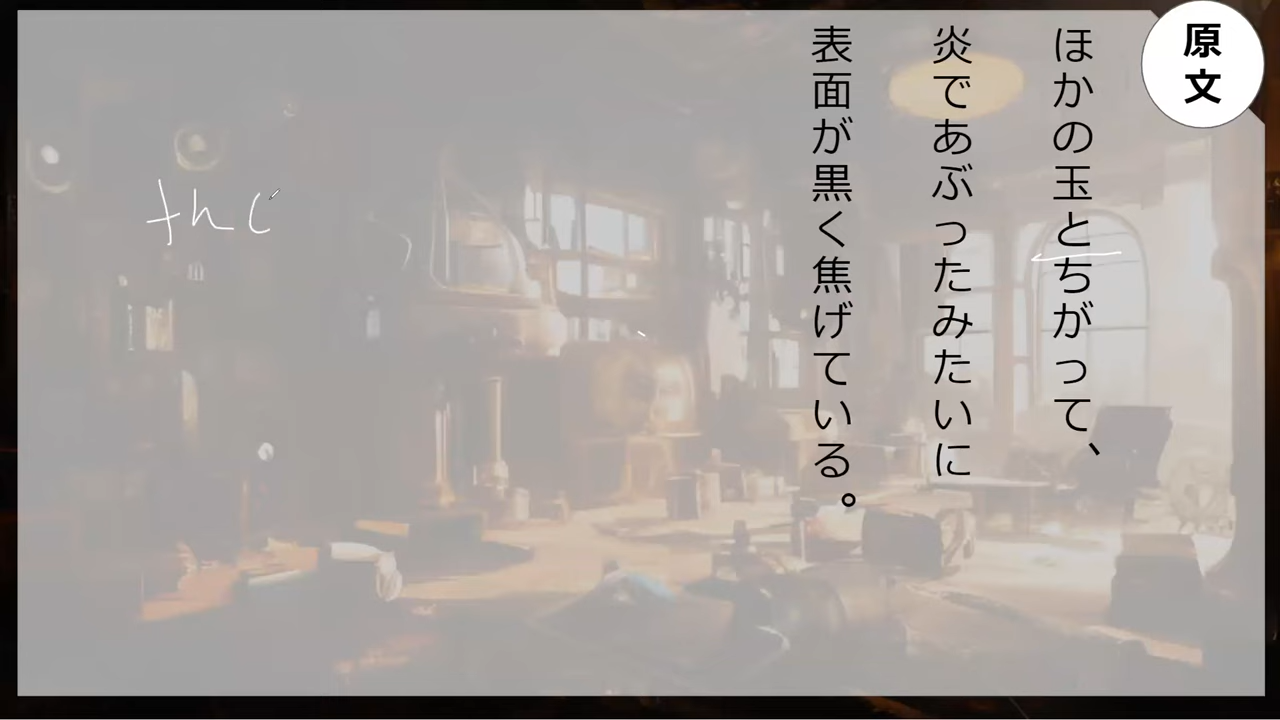 原文
ほかの玉とちがって、
炎であぶったみたいに
表面が黒く焦げている。
the